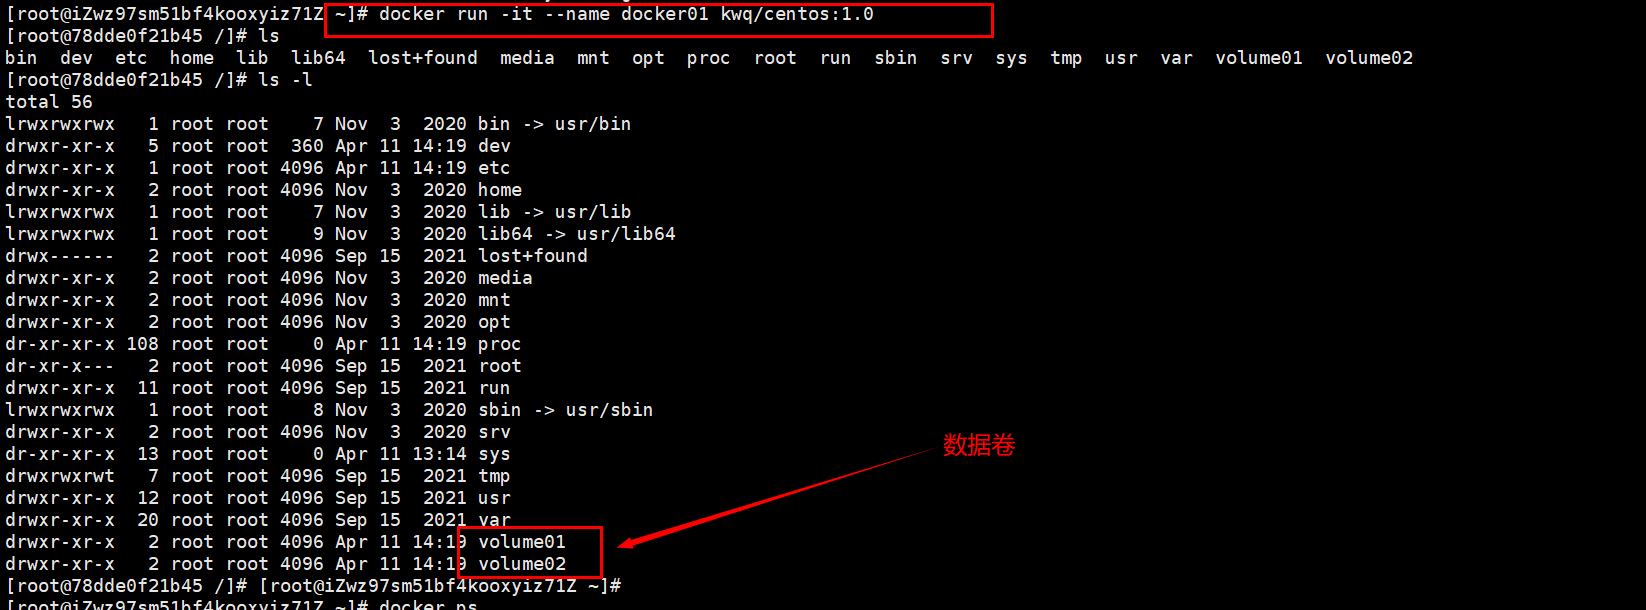 [root@iZwz97sm51bf4kooxyiz71Z ~]# docker run -it --name docker01 kwq/centos:1.0
[root@78dde0f21b45 /]# ls
bin  dev  etc  home  lib  lib64  lost+found  media  mnt  opt  proc  root  run  sbin  srv  sys  tmp  usr  var  volume01  volume02
[root@78dde0f21b45 /]# ls -l
total 56
lrwxrwxrwx   1 root root    7 Nov  3  2020 bin -> usr/bin
drwxr-xr-x   5 root root  360 Apr 11 14:19 dev
drwxr-xr-x   1 root root 4096 Apr 11 14:19 etc
drwxr-xr-x   2 root root 4096 Nov  3  2020 home
lrwxrwxrwx   1 root root    7 Nov  3  2020 lib -> usr/lib
lrwxrwxrwx   1 root root    9 Nov  3  2020 lib64 -> usr/lib64
drwx------   2 root root 4096 Sep 15  2021 lost+found
drwxr-xr-x   2 root root 4096 Nov  3  2020 media
drwxr-xr-x   2 root root 4096 Nov  3  2020 mnt
drwxr-xr-x   2 root root 4096 Nov  3  2020 opt
dr-xr-xr-x 108 root root    0 Apr 11 14:19 proc
dr-xr-x---   2 root root 4096 Sep 15  2021 root
drwxr-xr-x  11 root root 4096 Sep 15  2021 run
lrwxrwxrwx   1 root root    8 Nov  3  2020 sbin -> usr/sbin
drwxr-xr-x   2 root root 4096 Nov  3  2020 srv
dr-xr-xr-x  13 root root    0 Apr 11 13:14 sys
数据卷
drwxrwxrwt   7 root root 4096 Sep 15  2021 tmp
drwxr-xr-x  12 root root 4096 Sep 15  2021 usr
drwxr-xr-x  20 root root 4096 Sep 15  2021 var
drwxr-xr-x   2 root root 4096 Apr 11 14:19 volume01
drwxr-xr-x   2 root root 4096 Apr 11 14:19 volume02
[root@78dde0f21b45 /]# [root@iZwz97sm51bf4kooxyiz71Z ~]#
[root@iZwz97sm51bf4kooxyiz71Z ~]# docker ps